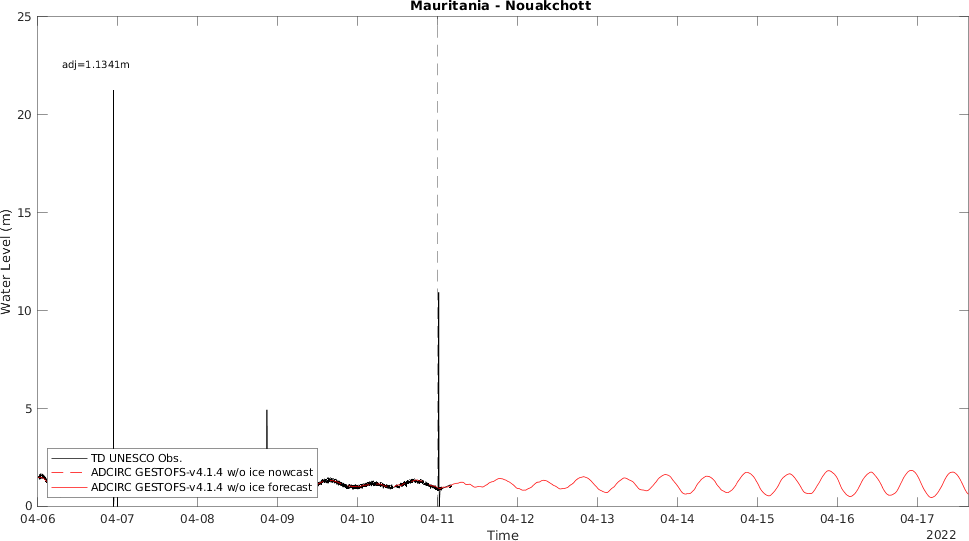 Mauritania - Nouakchott
25
adj=1.1341m
20
15
Water Level (m)
10
5
TD UNESCO Obs.
ADCIRC GESTOFS-v4.1.4 w/o ice nowcast
ADCIRC GESTOFS-v4.1.4 w/o ice forecast
0
04-06 04-07 04-08 04-09 04-10 04-11 04-12 04-13 04-14 04-15 04-16 04-17
Time 2022